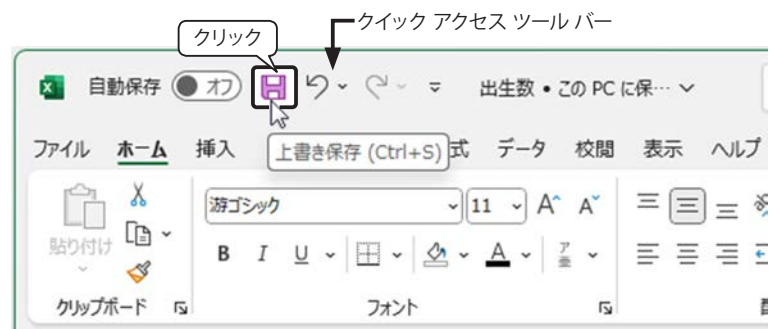 クイック アクセス ツール バー
クリック
自動保存 オフ 出生数 • この PC に保…
ファイル ホーム 挿入 式 データ 校閲 表示 ヘルプ
上書き保存 (Ctrl+S)
游ゴシック 11 A^ Aˇ
貼り付け B I U A ア亜
クリップボード フォント